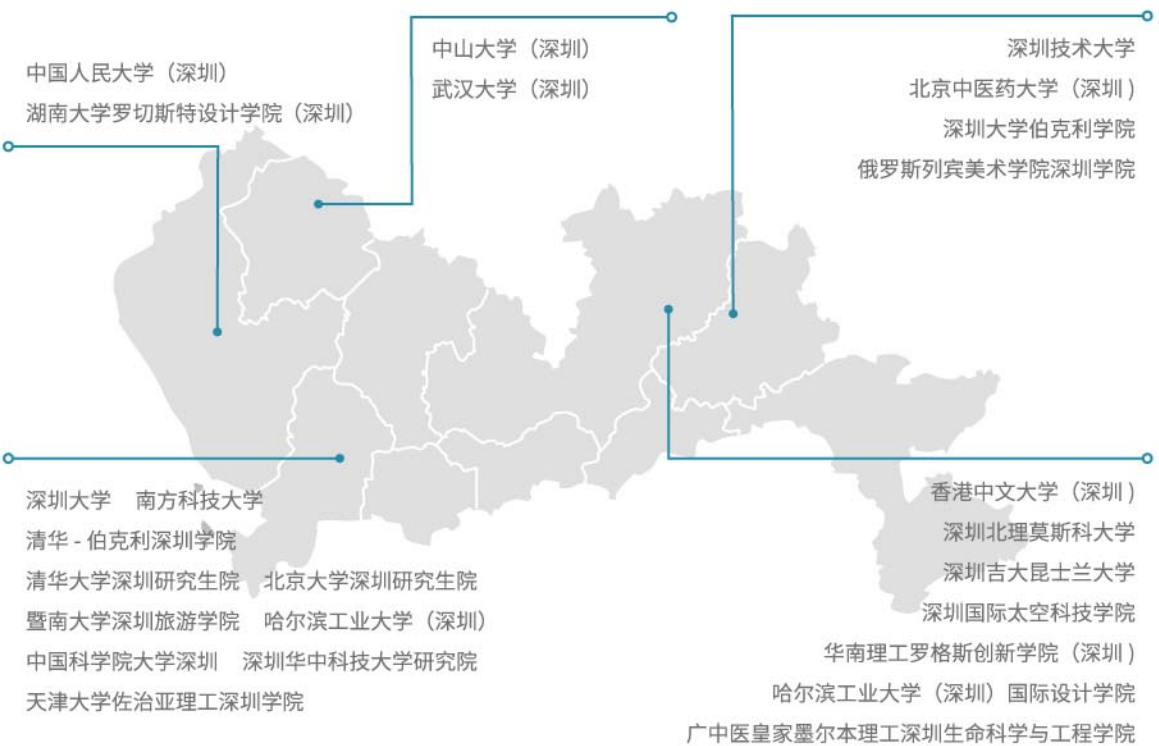 中国人民大学（深圳）
湖南大学罗切斯特设计学院（深圳）
中山大学（深圳）
武汉大学（深圳）
深圳技术大学
北京中医药大学（深圳)
深圳大学伯克利学院
俄罗斯列宾美术学院深圳学院
深圳大学 南方科技大学
清华 - 伯克利深圳学院
清华大学深圳研究生院 北京大学深圳研究生院
暨南大学深圳旅游学院 哈尔滨工业大学（深圳）
中国科学院大学深圳 深圳华中科技大学研究院
天津大学佐治亚理工深圳学院
香港中文大学（深圳)
深圳北理莫斯科大学
深圳吉大昆士兰大学
深圳国际太空科技学院
华南理工罗格斯创新学院（深圳)
哈尔滨工业大学（深圳）国际设计学院
广中医皇家墨尔本理工深圳生命科学与工程学院